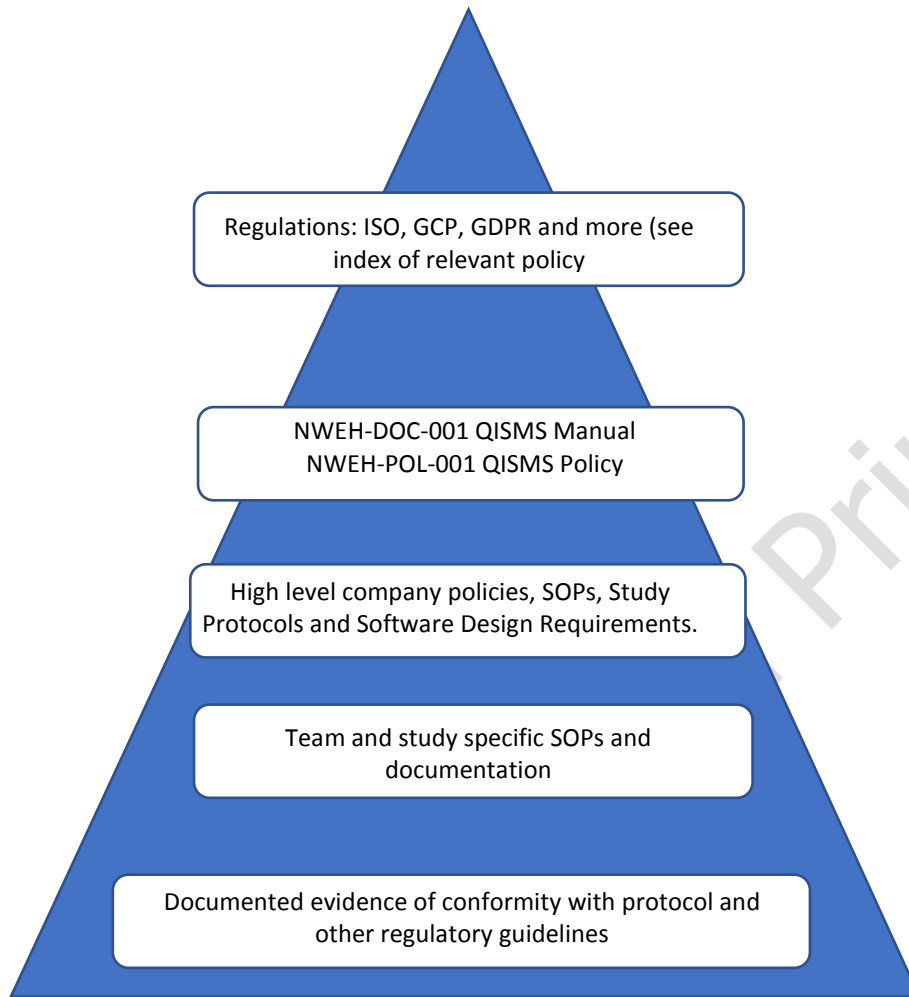 Regulations: ISO, GCP, GDPR and more (see
index of relevant policy
NWEH-DOC-001 QISMS Manual
NWEH-POL-001 QISMS Policy
High level company policies, SOPs, Study
Protocols and Software Design Requirements.
Team and study specific SOPs and
documentation
Documented evidence of conformity with protocol and
other regulatory guidelines